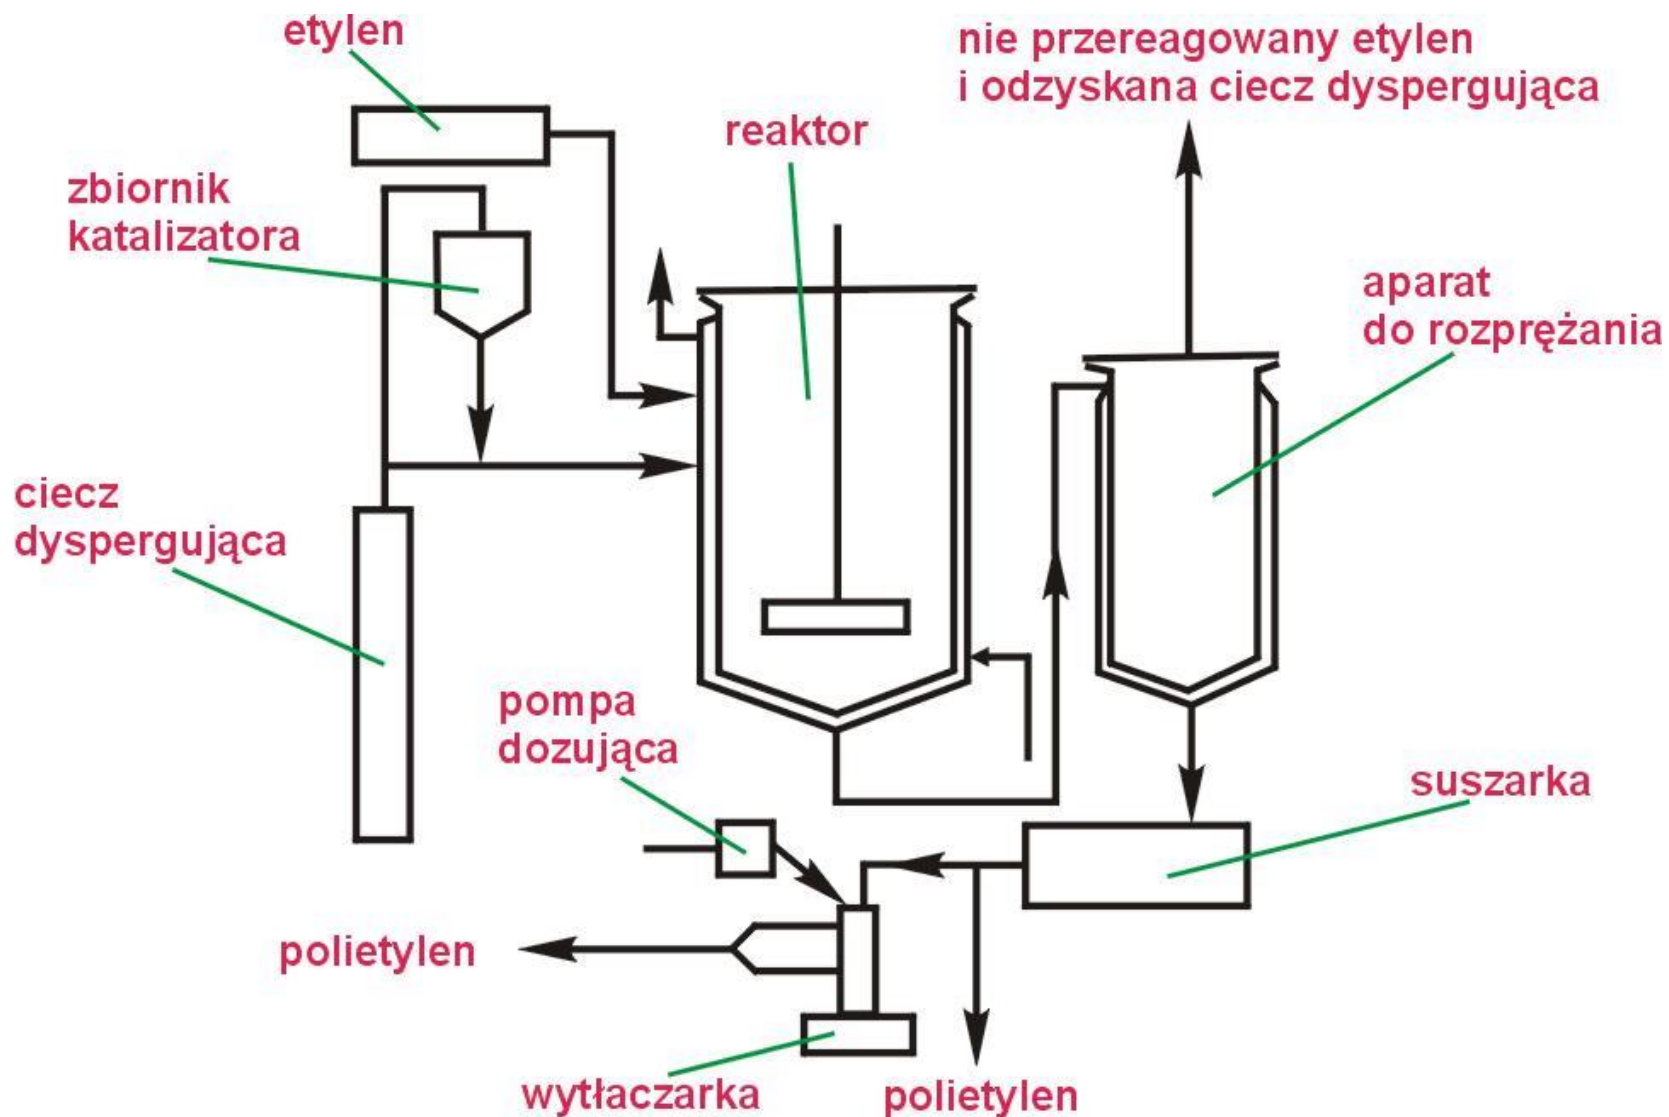 etylen
nie przereagowany etylen
i odzyskana ciecz dyspergująca
reaktor
zbiornik
katalizatora
aparat
do rozprężania
ciecz
dyspergująca
pompa
dozująca
suszarka
polietylen
wytłaczarka
polietylen